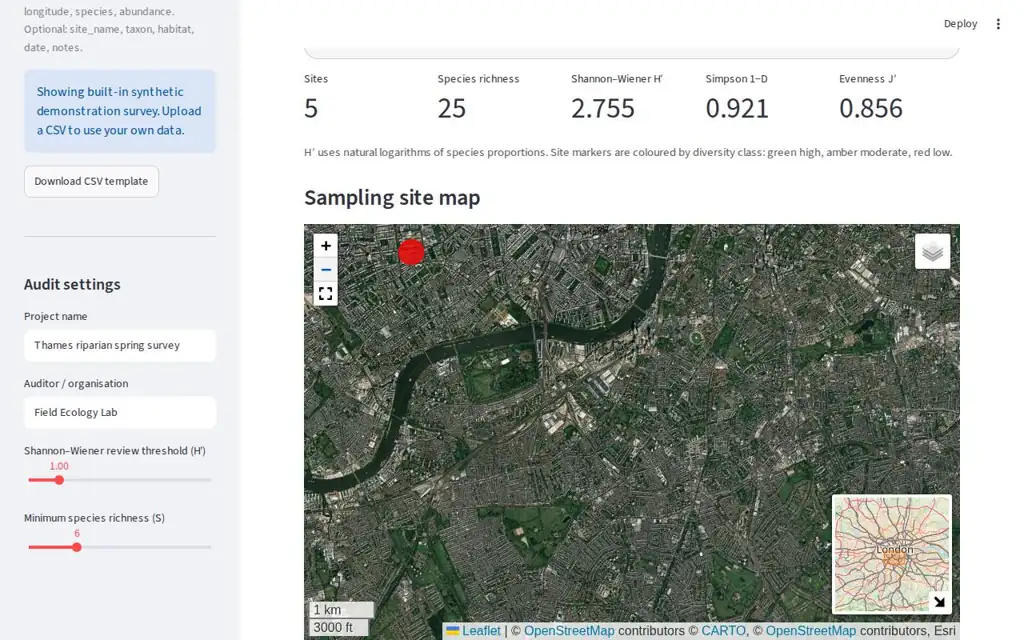 longitude, species, abundance.
Optional: site_name, taxon, habitat,
date, notes.
Showing built-in synthetic
demonstration survey. Upload
a CSV to use your own data.
Download CSV template
Audit settings
Project name
Thames riparian spring survey
Auditor / organisation
Field Ecology Lab
Shannon–Wiener review threshold (H′)
1.00
Minimum species richness (S)
6
Deploy
Sites
5
Species richness
25
Shannon–Wiener H′
2.755
Simpson 1−D
0.921
Evenness J′
0.856
H′ uses natural logarithms of species proportions. Site markers are coloured by diversity class: green high, amber moderate, red low.
Sampling site map
+
−
London
1 km
3000 ft
Leaflet | © OpenStreetMap contributors © CARTO, © OpenStreetMap contributors, Esri